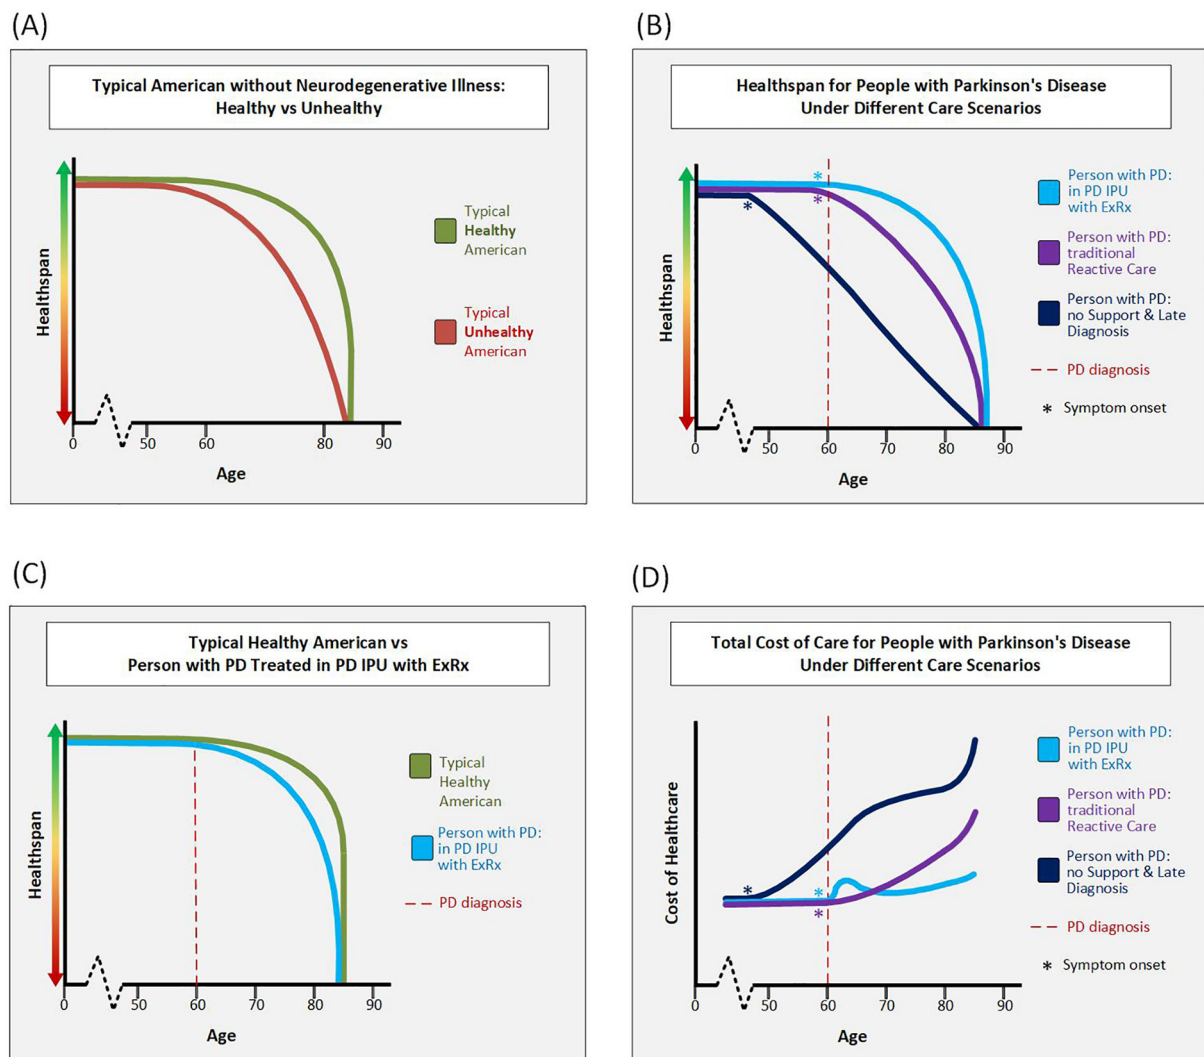 (A)
Typical American without Neurodegenerative Illness:
Healthy vs Unhealthy
Healthspan
Typical
Healthy
American
Typical
Unhealthy
American
0 50 60 80 90
Age
(B)
Healthspan for People with Parkinson's Disease
Under Different Care Scenarios
Healthspan
*
*
*
Person with PD:
in PD IPU
with ExRx
Person with PD:
traditional
Reactive Care
Person with PD:
no Support & Late
Diagnosis
PD diagnosis
* Symptom onset
0 50 60 70 80 90
Age
(C)
Typical Healthy American vs
Person with PD Treated in PD IPU with ExRx
Healthspan
Typical
Healthy
American
Person with PD:
in PD IPU
with ExRx
PD diagnosis
0 50 60 70 80 90
Age
(D)
Total Cost of Care for People with Parkinson's Disease
Under Different Care Scenarios
Cost of Healthcare
*
*
*
Person with PD:
in PD IPU
with ExRx
Person with PD:
traditional
Reactive Care
Person with PD:
no Support & Late
Diagnosis
PD diagnosis
* Symptom onset
0 50 60 70 80 90
Age